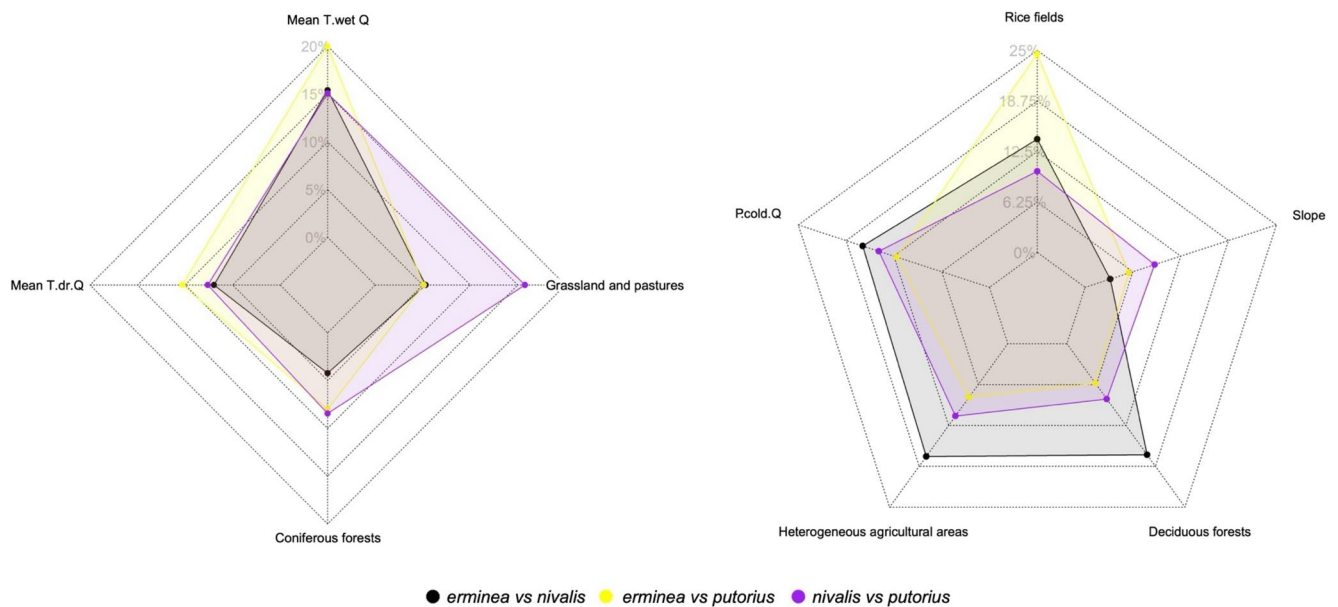 Mean T.wet Q
20%
15%
10%
5%
0%
Mean T.dr.Q
Grassland and pastures
Coniferous forests
Rice fields
25%
18.75%
12.5%
6.25%
0%
P.cold.Q
Slope
Heterogeneous agricultural areas
Deciduous forests
erminea vs nivalis
erminea vs putorius
nivalis vs putorius